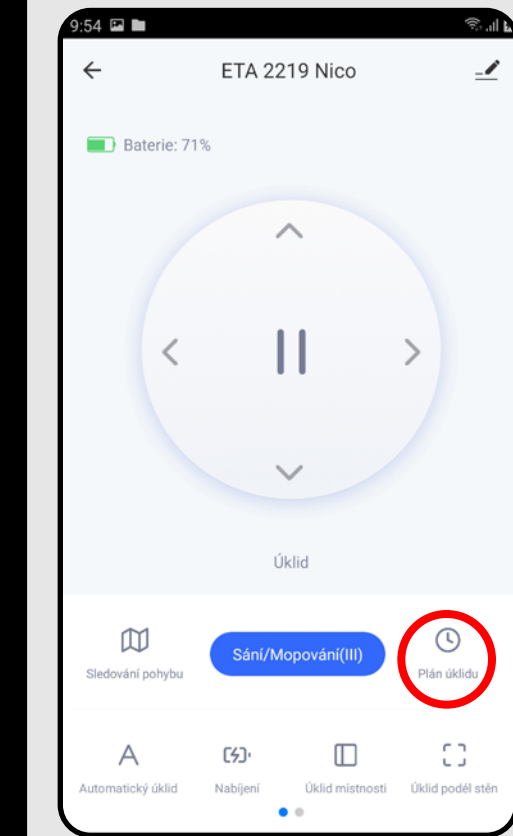 9:54
ETA 2219 Nico
Baterie: 71%
Úklid
Sledování pohybu
Sání/Mopování(III)
Plán úklidu
Automatický úklid
Nabíjení
Úklid místnosti
Úklid podél stěn